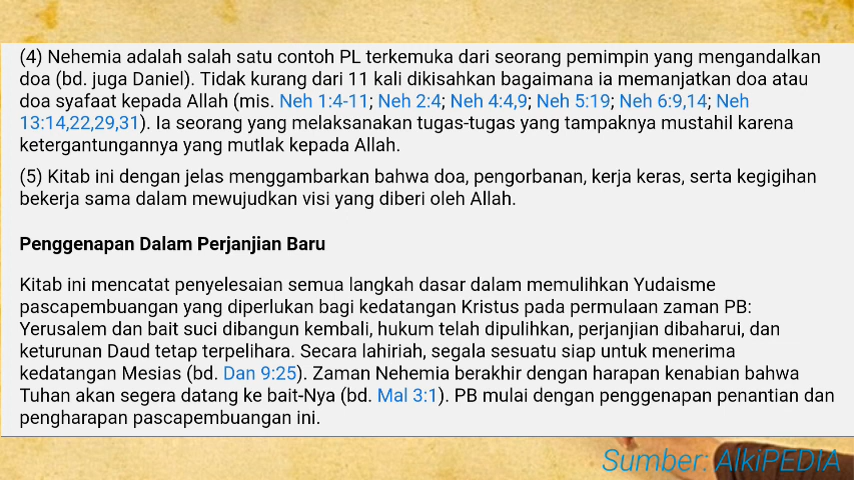 (4) Nehemia adalah salah satu contoh PL terkemuka dari seorang pemimpin yang mengandalkan
doa (bd. juga Daniel). Tidak kurang dari 11 kali dikisahkan bagaimana ia memanjatkan doa atau
doa syafaat kepada Allah (mis. Neh 1:4-11; Neh 2:4; Neh 4:4,9; Neh 5:19; Neh 6:9,14; Neh
13:14,22,29,31). Ia seorang yang melaksanakan tugas-tugas yang tampaknya mustahil karena
ketergantungannya yang mutlak kepada Allah.
(5) Kitab ini dengan jelas menggambarkan bahwa doa, pengorbanan, kerja keras, serta kegigihan
bekerja sama dalam mewujudkan visi yang diberi oleh Allah.
Penggenapan Dalam Perjanjian Baru
Kitab ini mencatat penyelesaian semua langkah dasar dalam memulihkan Yudaisme
pascapembuangan yang diperlukan bagi kedatangan Kristus pada permulaan zaman PB:
Yerusalem dan bait suci dibangun kembali, hukum telah dipulihkan, perjanjian dibaharui, dan
keturunan Daud tetap terpelihara. Secara lahiriah, segala sesuatu siap untuk menerima
kedatangan Mesias (bd. Dan 9:25). Zaman Nehemia berakhir dengan harapan kenabian bahwa
Tuhan akan segera datang ke bait-Nya (bd. Mal 3:1). PB mulai dengan penggenapan penantian dan
pengharapan pascapembuangan ini.
Sumber: AlkiPEDIA